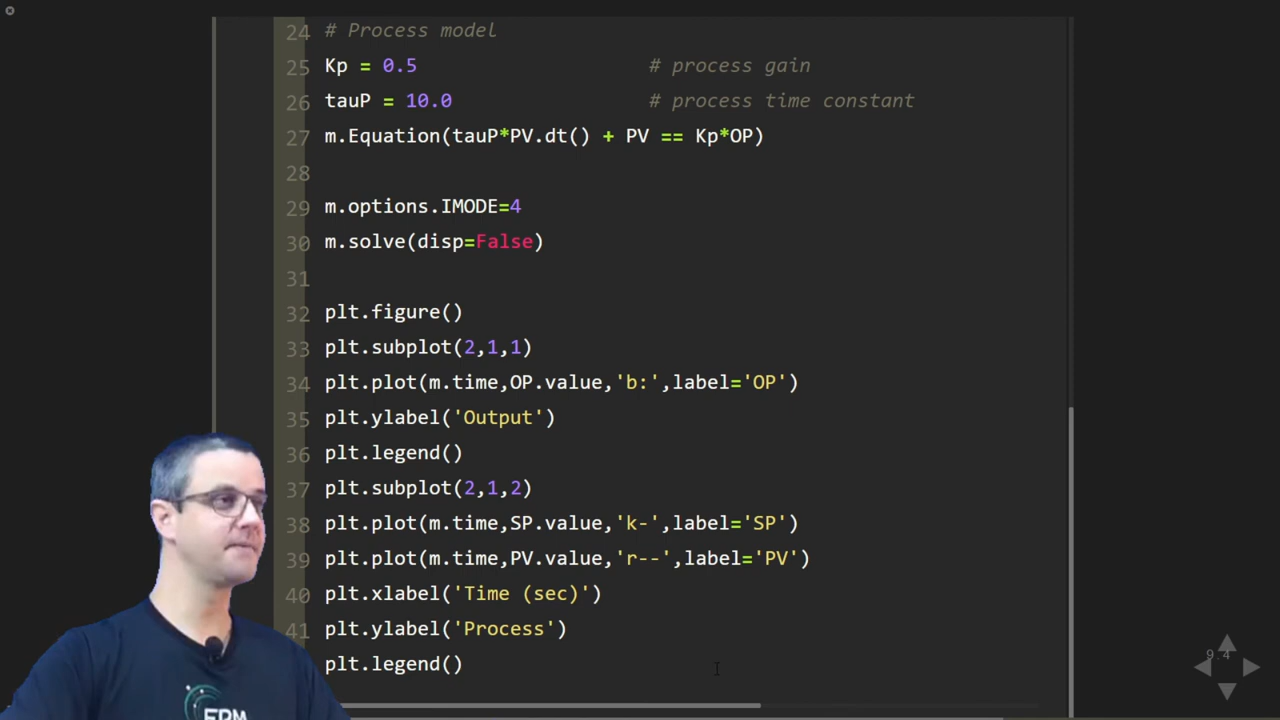 24 # Process model
25 Kp = 0.5 # process gain
26 tauP = 10.0 # process time constant
27 m.Equation(tauP*PV.dt() + PV == Kp*OP)
28
29 m.options.IMODE=4
30 m.solve(disp=False)
31
32 plt.figure()
33 plt.subplot(2,1,1)
34 plt.plot(m.time,OP.value,'b:',label='OP')
35 plt.ylabel('Output')
36 plt.legend()
37 plt.subplot(2,1,2)
38 plt.plot(m.time,SP.value,'k-',label='SP')
39 plt.plot(m.time,PV.value,'r--',label='PV')
40 plt.xlabel('Time (sec)')
41 plt.ylabel('Process')
plt.legend()
9.4